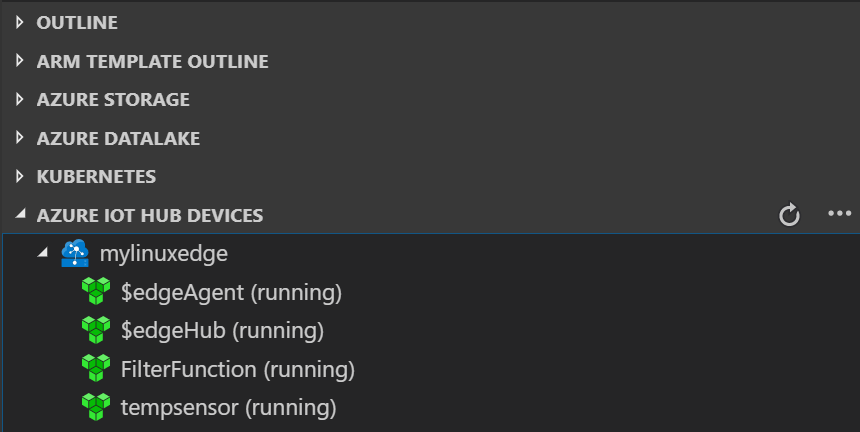 OUTLINE
ARM TEMPLATE OUTLINE
AZURE STORAGE
AZURE DATALAKE
KUBERNETES
AZURE IOT HUB DEVICES
mylinuxedge
$edgeAgent (running)
$edgeHub (running)
FilterFunction (running)
tempsensor (running)